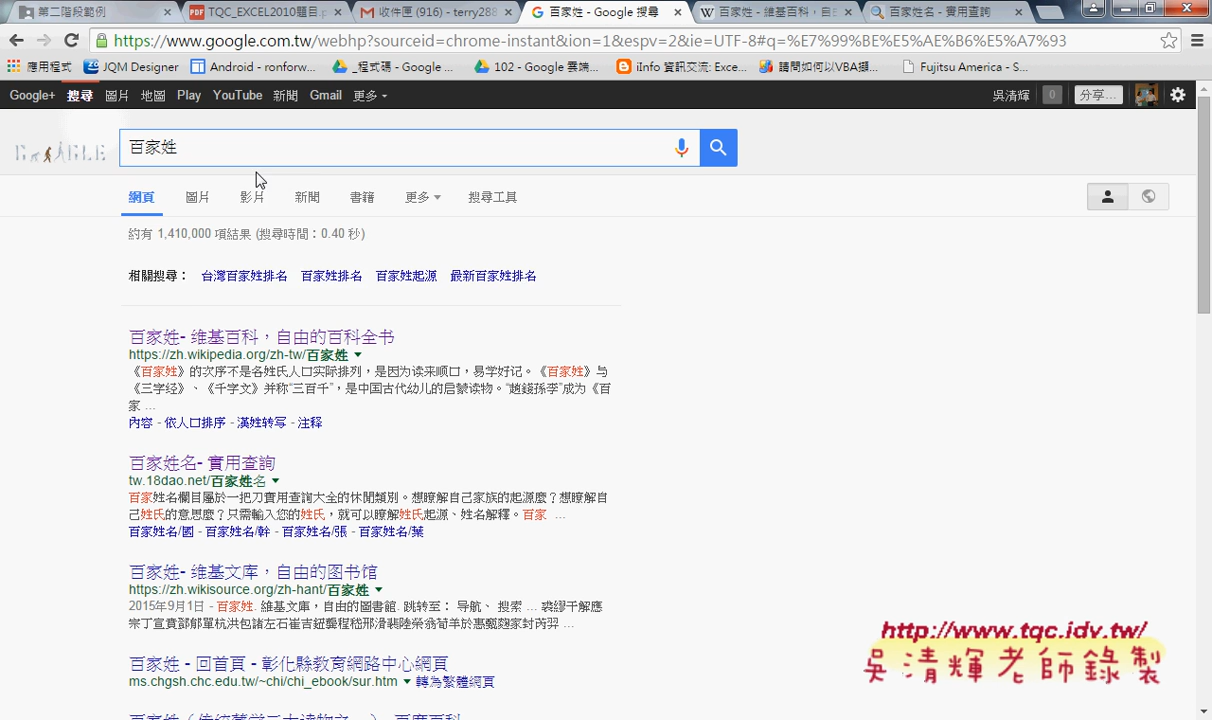 第二階段範例
TQC_EXCEL2010題目.p
收件匣 (916) - terry288
百家姓 - Google 搜尋
百家姓 - 維基百科，自由
百家姓名 - 實用查詢
https://www.google.com.tw/webhp?sourceid=chrome-instant&ion=1&espv=2&ie=UTF-8#q=%E7%99%BE%E5%AE%B6%E5%A7%93
應用程式
JQM Designer
Android - ronforw...
_程式碼 - Google...
102 - Google 雲端...
iInfo 資訊交流: Exce...
請問如何以VBA擷...
Fujitsu America - S...
Google+ 搜尋 圖片 地圖 Play YouTube 新聞 Gmail 更多
吳清輝 0 分享...
百家姓
網頁 圖片 影片 新聞 書籍 更多 搜尋工具
約有 1,410,000 項結果 (搜尋時間：0.40 秒)
相關搜尋： 台灣百家姓排名 百家姓排名 百家姓起源 最新百家姓排名
百家姓- 维基百科，自由的百科全书
https://zh.wikipedia.org/zh-tw/百家姓
《百家姓》的次序不是各姓氏人口实际排列，是因为读来顺口，易学好记。《百家姓》与
《三字经》、《千字文》并称“三百千”，是中国古代幼儿的启蒙读物。“趙錢孫李”成为《百
家 ...
內容 - 依人口排序 - 漢姓转写 - 注释
百家姓名- 實用查詢
tw.18dao.net/百家姓名
百家姓名欄目屬於一把刀實用查詢大全的休閒類別。想瞭解自己家族的起源麼？想瞭解自
己姓氏的意思麼？只需輸入您的姓氏，就可以瞭解姓氏起源、姓名解釋。百家 ...
百家姓名/國 - 百家姓名/幹 - 百家姓名/張 - 百家姓名/葉
百家姓- 维基文库，自由的图书馆
https://zh.wikisource.org/zh-hant/百家姓
2015年9月1日 - 百家姓. 維基文庫，自由的圖書館. 跳转至： 导航、 搜索 ... 裘繆干解應
宗丁宣賁鄧郁單杭洪包諸左石崔吉鈕龔程嵇邢滑裴陸榮翁荀羊於惠甄麴家封芮羿 ...
百家姓 - 回首頁 - 彰化縣教育網路中心網頁
ms.chgsh.chc.edu.tw/~chi/chi_ebook/sur.htm 轉為繁體網頁
http://www.tqc.idv.tw/
吳清輝老師錄製